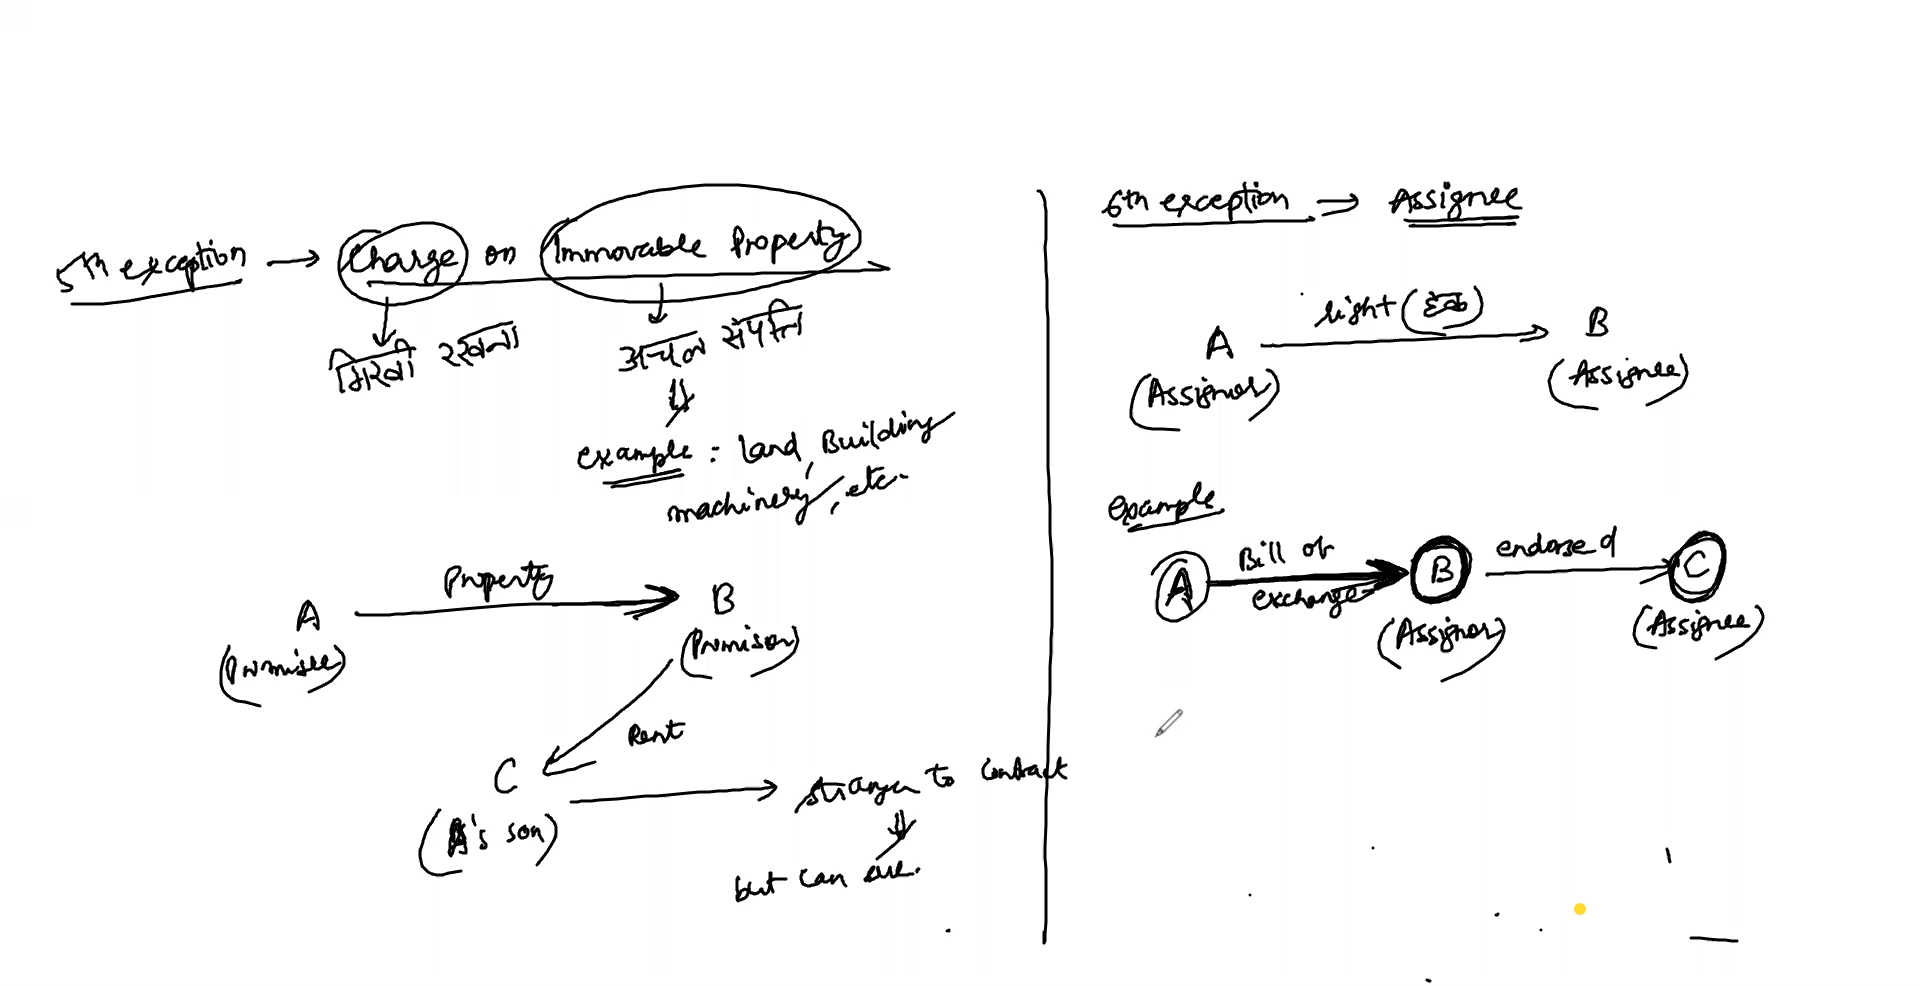 5th exception → Charge on Immovable Property
गिरवी रखना
अचल संपत्ति
example : Land, Building
machinery, etc.
Property
A
B
(Promisee)
(Promisor)
Rent
C
(A's son)
stranger to contract
but can sue.
6th exception → Assignee
right (हक)
A
B
(Assignor)
(Assignee)
Example
A
Bill of
exchange
B
endorsed
C
(Assignor)
(Assignee)